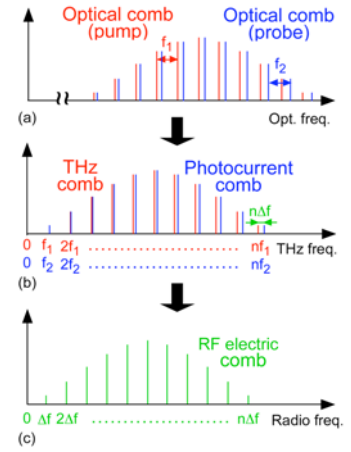 Optical comb Optical comb
(pump) f₁ (probe)
f₂
(a) Opt. freq.
THz Photocurrent
comb comb
nΔf
0 f₁ 2f₁ ........................ nf₁ THz freq.
0 f₂ 2f₂ ........................ nf₂
(b)
RF electric
comb
0 Δf 2Δf ........................ nΔf Radio freq.
(c)